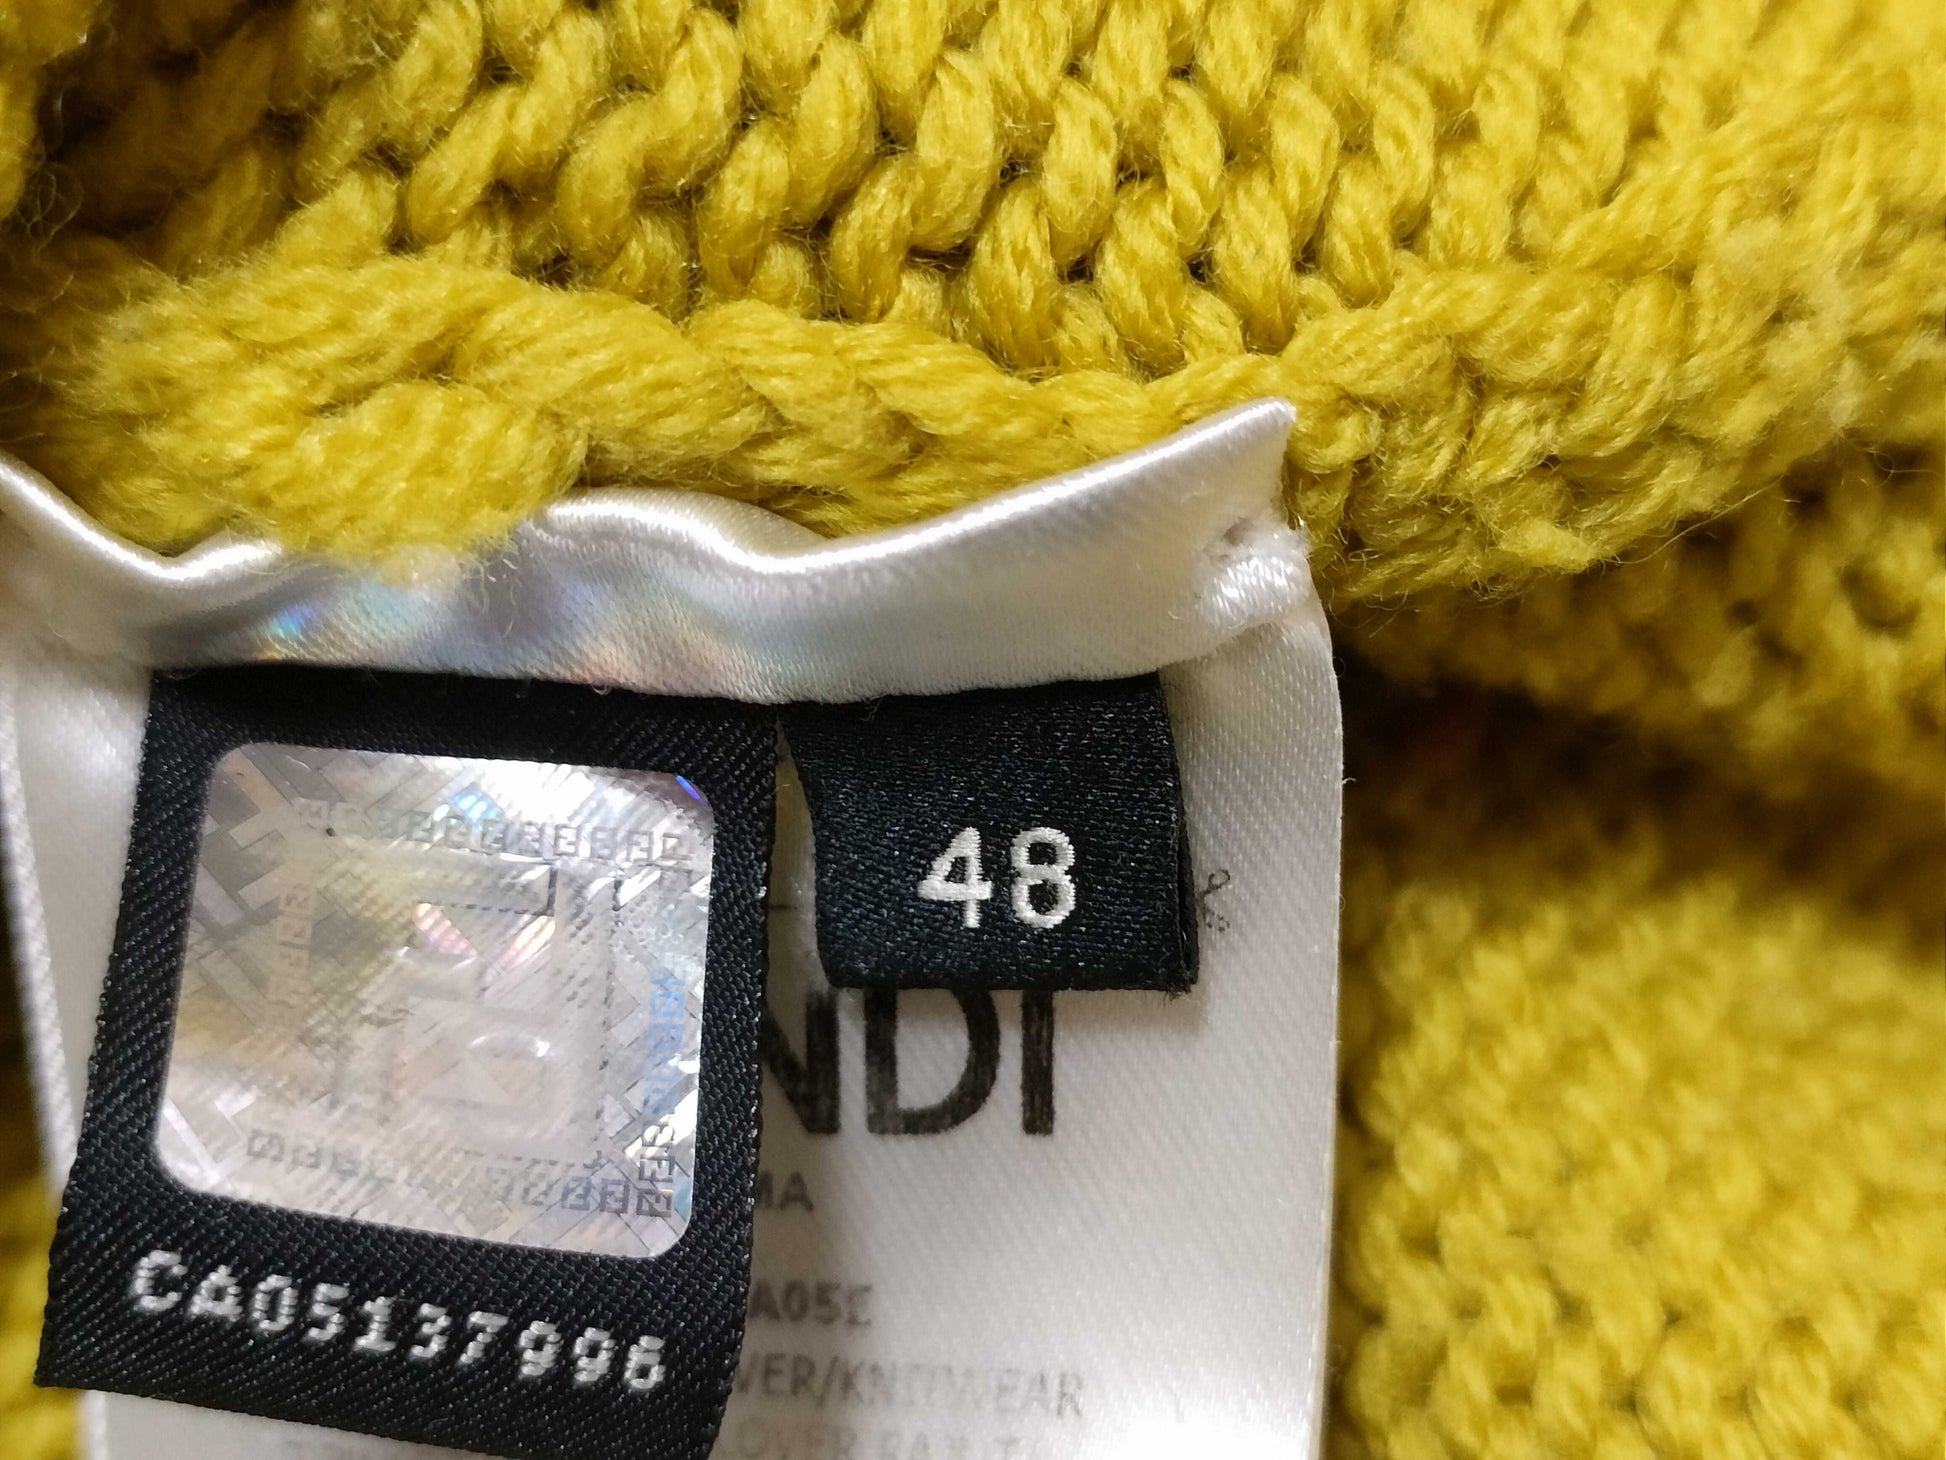 48
NDI
MA
A05E
VER/KNITWEAR
CA05137996